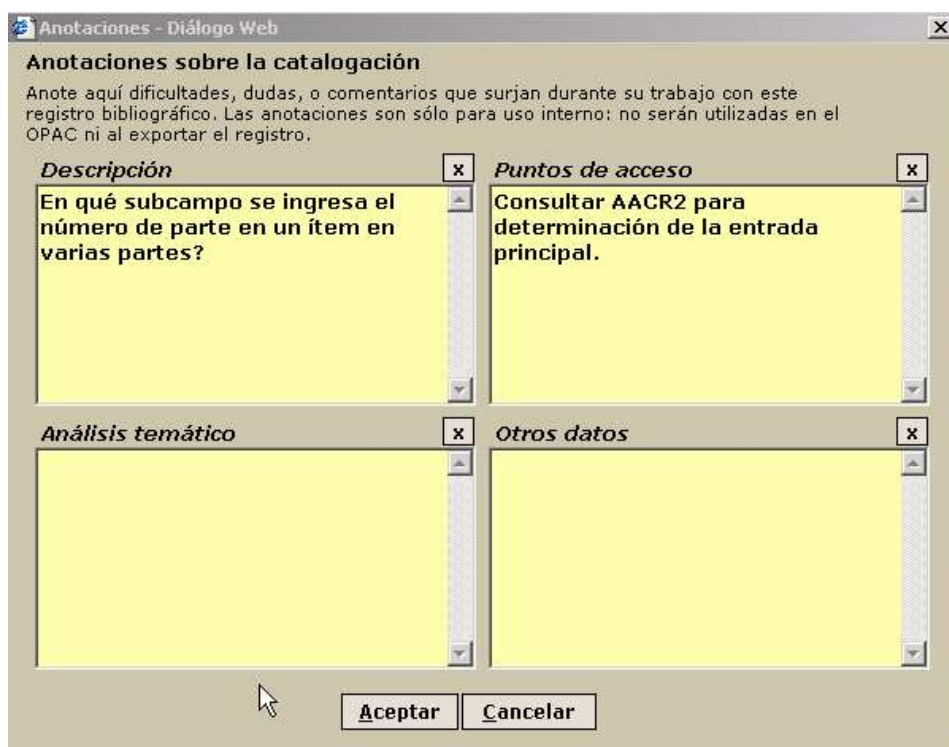 Anotaciones - Diálogo Web
x
Anotaciones sobre la catalogación
Anote aquí dificultades, dudas, o comentarios que surjan durante su trabajo con este
registro bibliográfico. Las anotaciones son sólo para uso interno: no serán utilizadas en el
OPAC ni al exportar el registro.
Descripción
x
En qué subcampo se ingresa el
número de parte en un ítem en
varias partes?
Puntos de acceso
x
Consultar AACR2 para
determinación de la entrada
principal.
Análisis temático
x
Otros datos
x
Aceptar
Cancelar